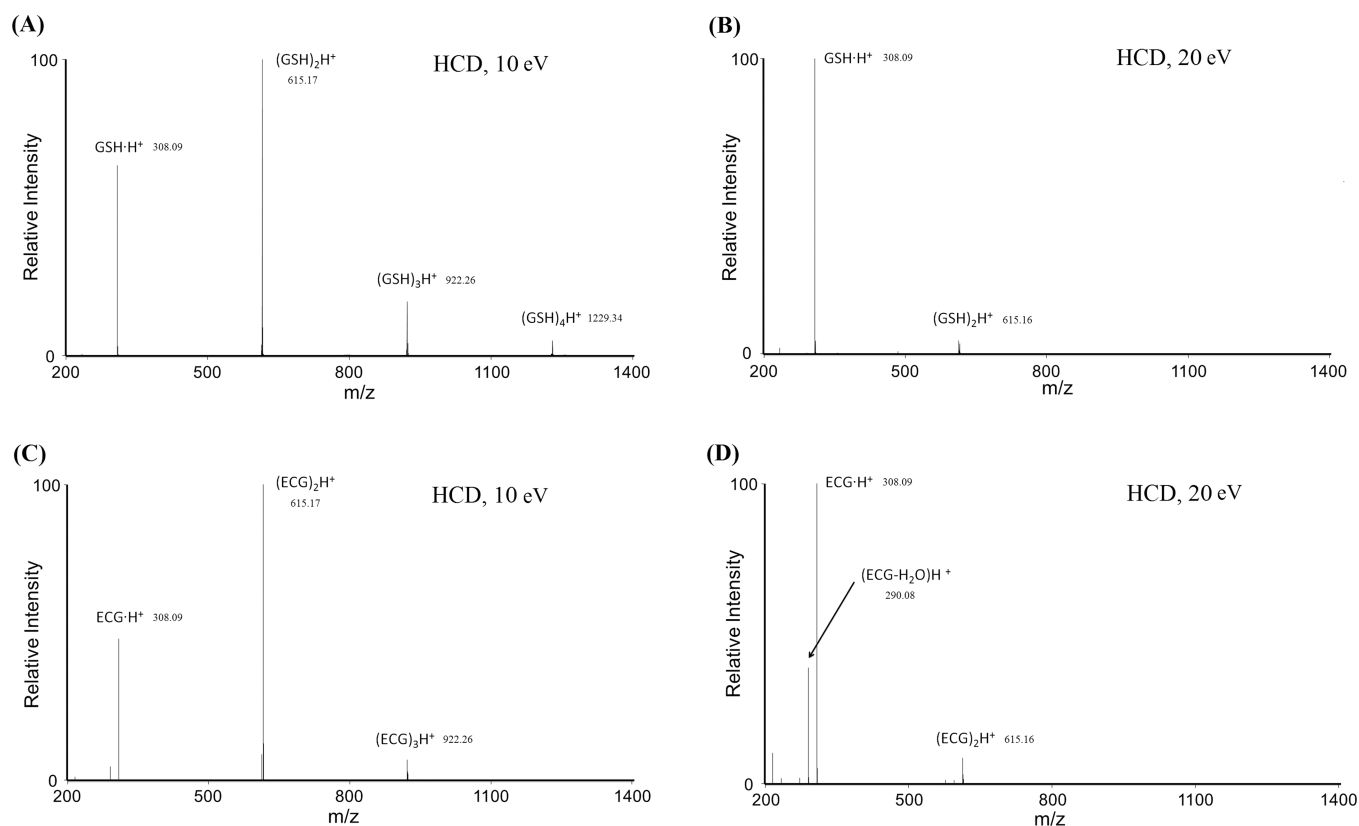 (A)
100
(GSH)₂H⁺
615.17
HCD, 10 eV
GSH·H⁺ 308.09
Relative Intensity
(GSH)₃H⁺ 922.26
(GSH)₄H⁺ 1229.34
0
200 500 800 1100 1400
m/z
(B)
100
GSH·H⁺ 308.09
HCD, 20 eV
Relative Intensity
(GSH)₂H⁺ 615.16
0
200 500 800 1100 1400
m/z
(C)
100
(ECG)₂H⁺
615.17
HCD, 10 eV
ECG·H⁺ 308.09
Relative Intensity
(ECG)₃H⁺ 922.26
0
200 500 800 1100 1400
m/z
(D)
100
ECG·H⁺ 308.09
HCD, 20 eV
(ECG-H₂O)H ⁺
290.08
Relative Intensity
(ECG)₂H⁺ 615.16
0
200 500 800 1100 1400
m/z